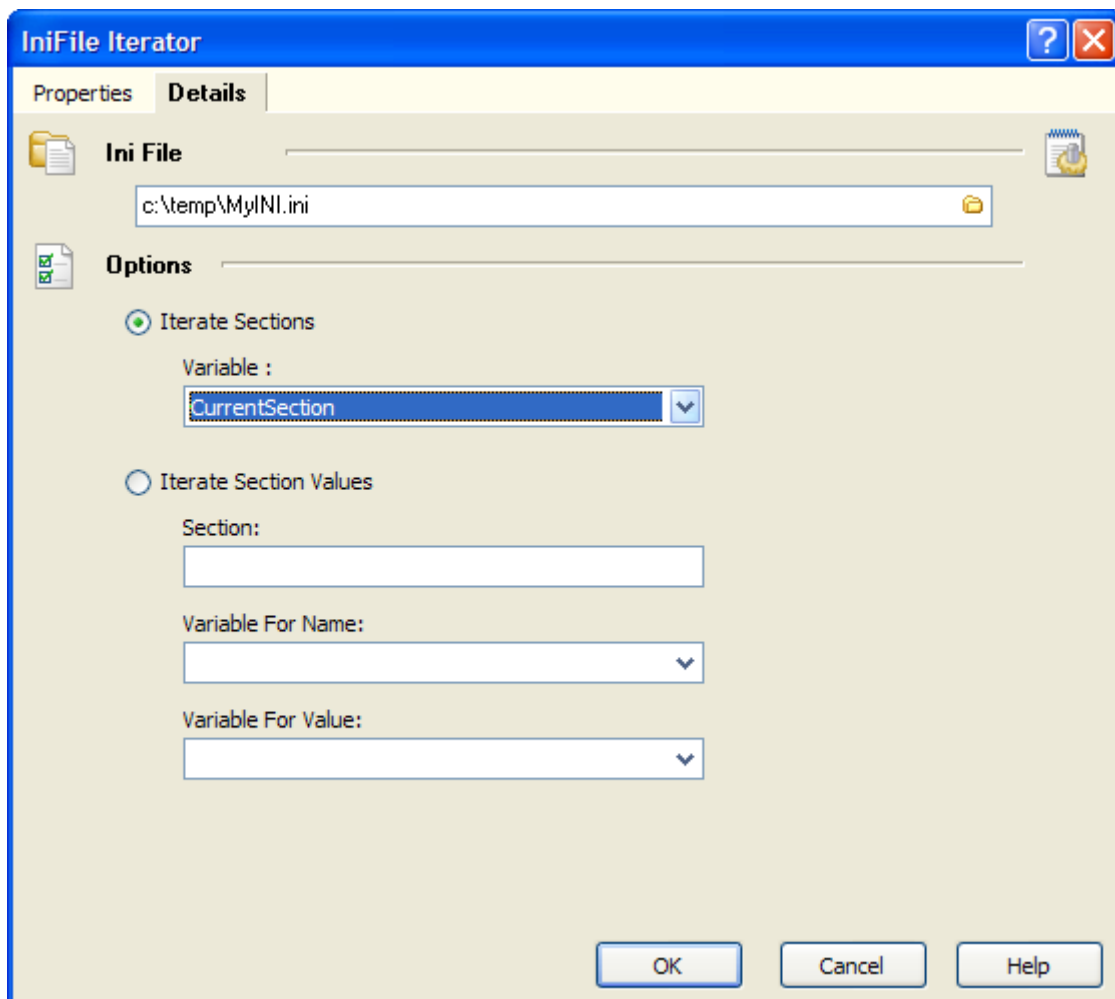 IniFile Iterator
Properties Details
Ini File
c:\temp\MyINI.ini
Options
Iterate Sections
Variable :
CurrentSection
Iterate Section Values
Section:
Variable For Name:
Variable For Value:
OK Cancel Help